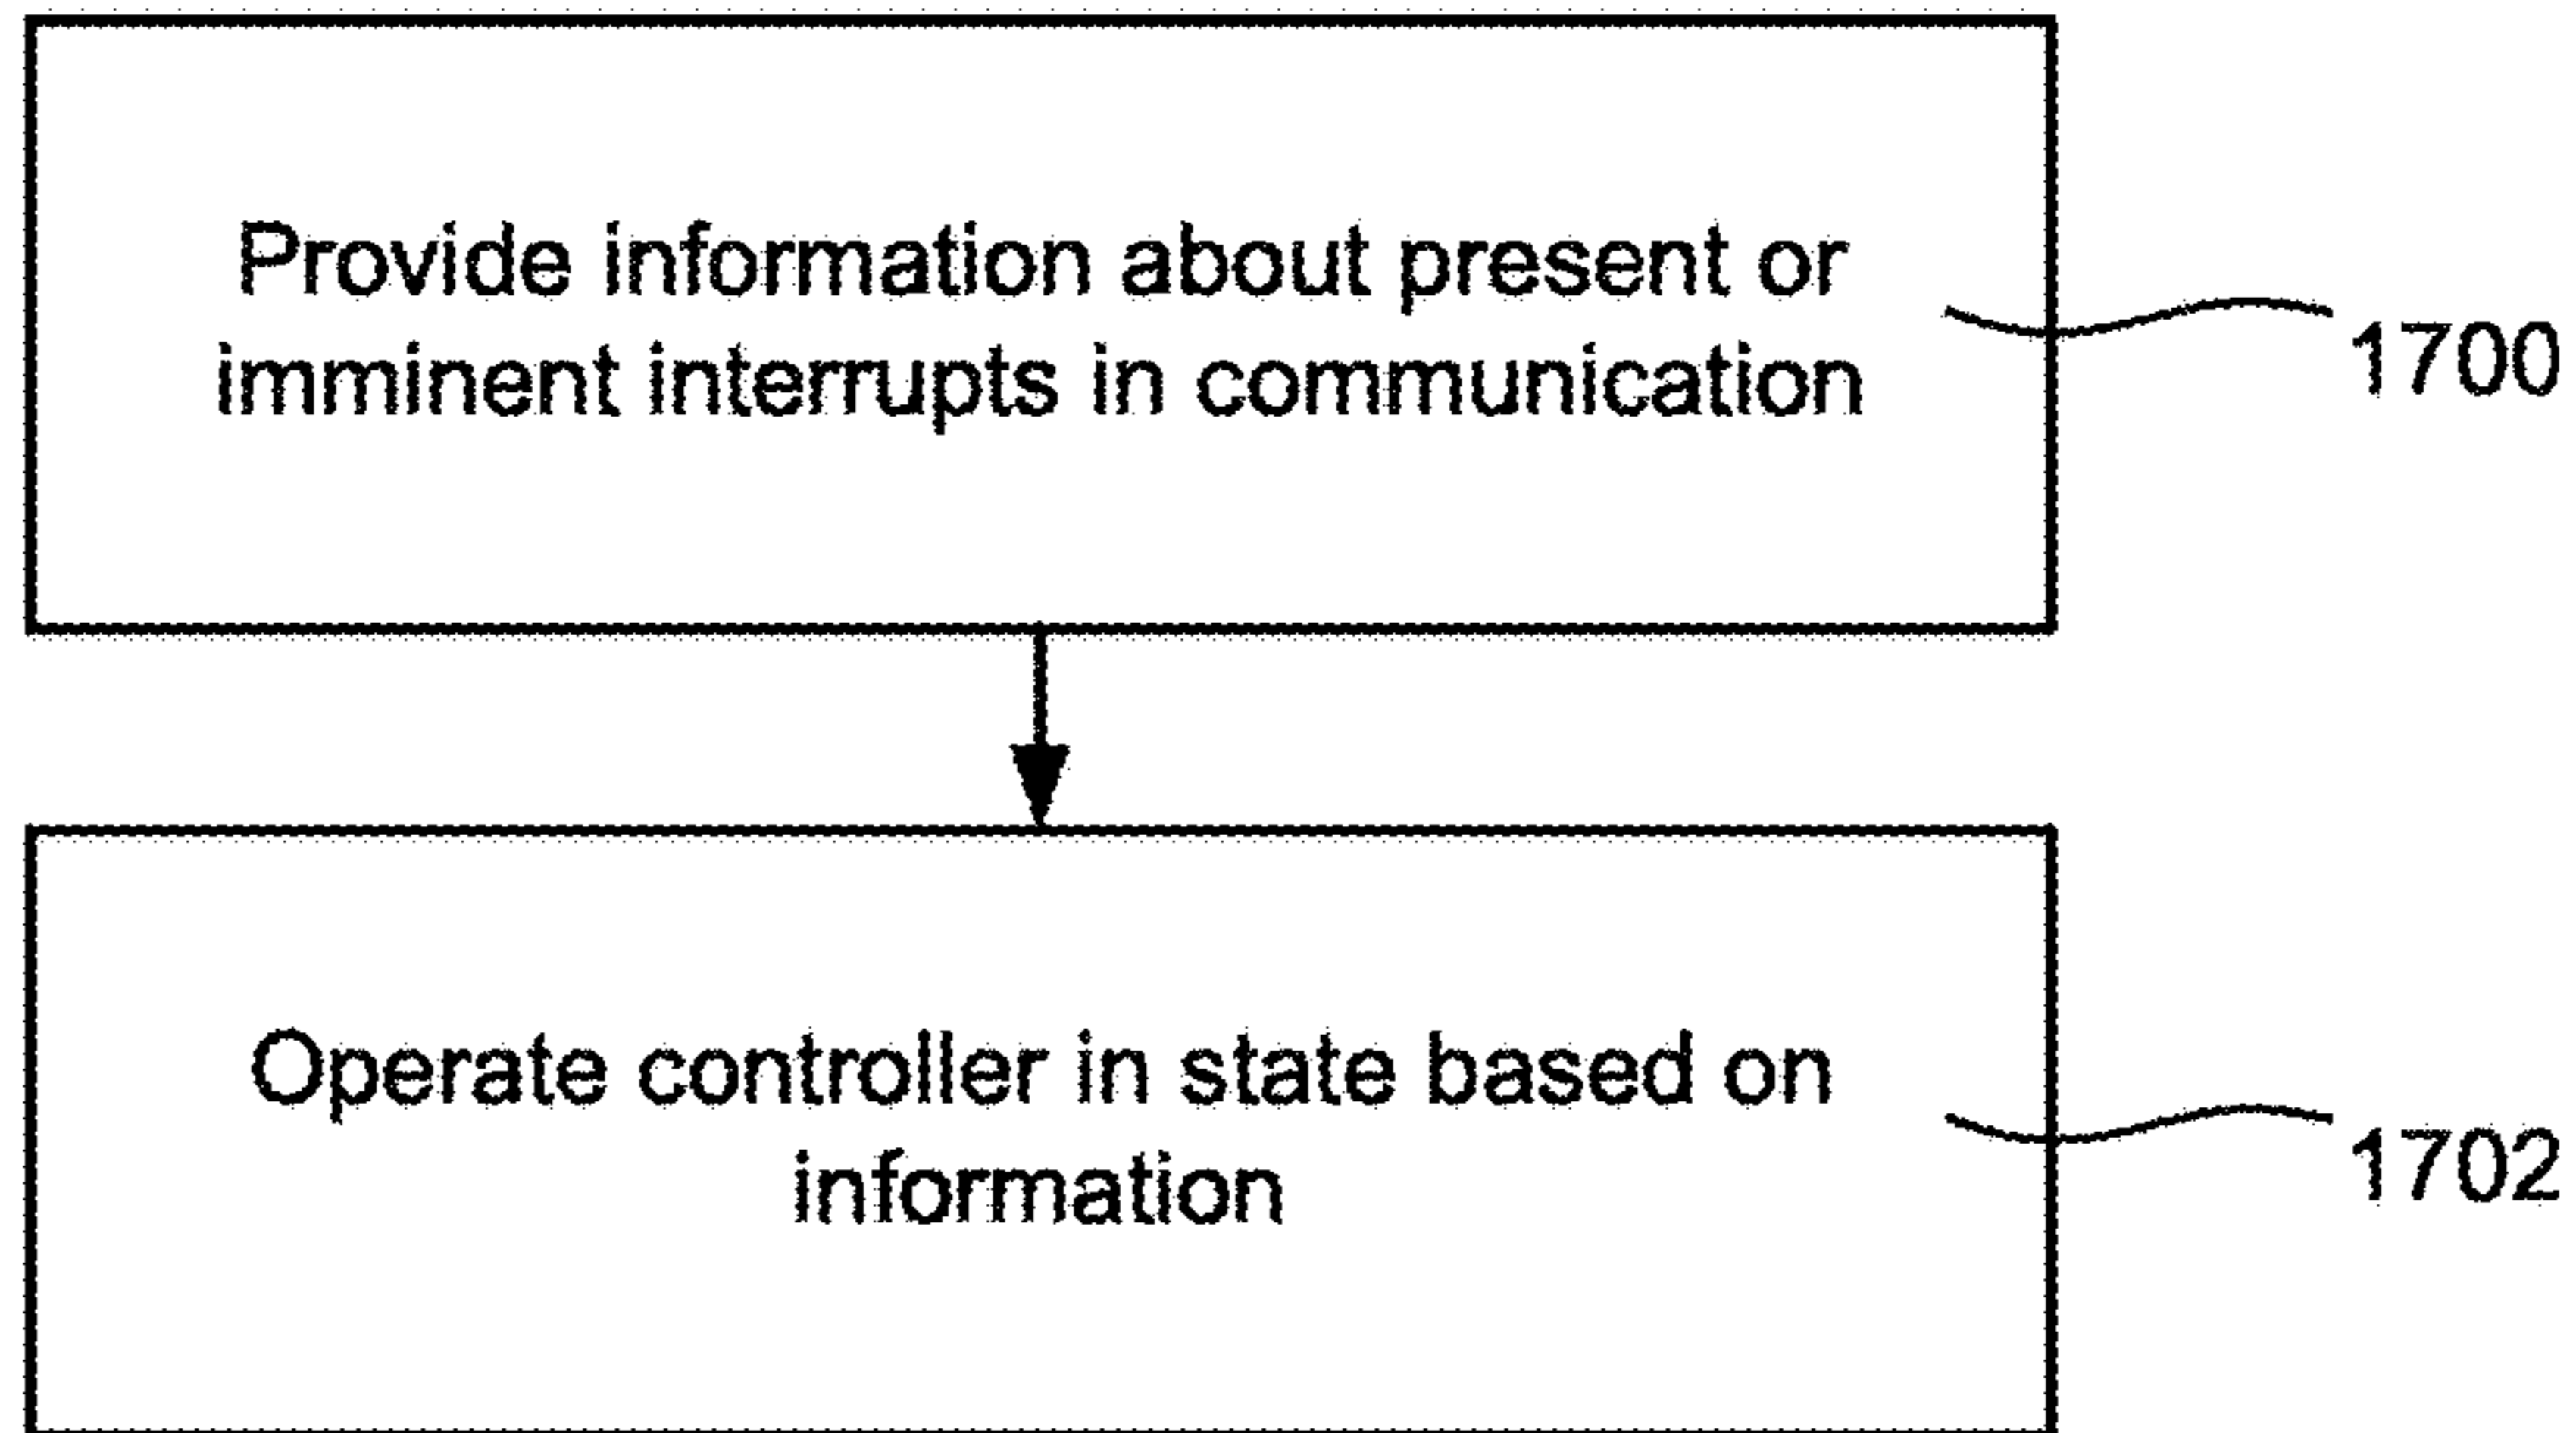 Provide information about present or
imminent interrupts in communication
1700
Operate controller in state based on
information
1702